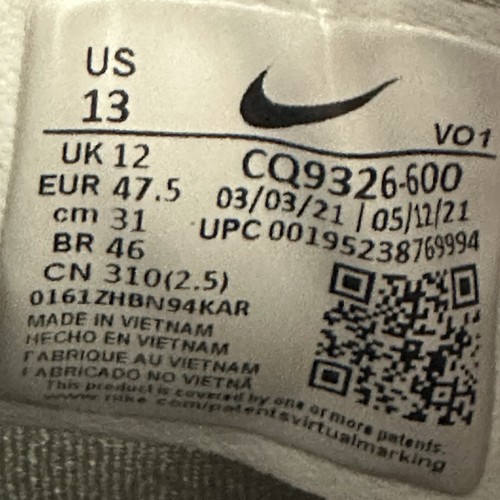 US
13
VO1
UK 12
CQ9326-600
EUR 47.5
03/03/21 / 05/12/21
cm 31
UPC 00195238769994
BR 46
CN 310(2.5)
0161ZHBN94KAR
MADE IN VIETNAM
HECHO EN VIETNAM
FABRIQUE AU VIETNAM
FABRICADO NO VIETNÃ
This product is covered by one or more patents.
www.nike.com/patentsvirtualmarking